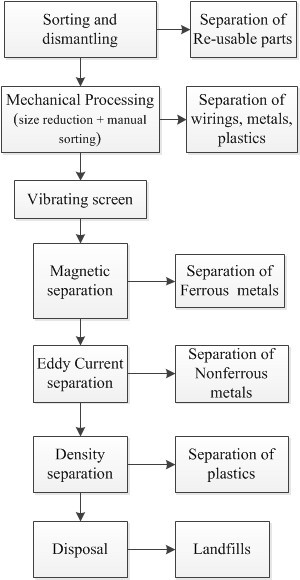 Sorting and
dismantling
Separation of
Re-usable parts
Mechanical Processing
(size reduction + manual
sorting)
Separation of
wirings, metals,
plastics
Vibrating screen
Magnetic
separation
Separation of
Ferrous metals
Eddy Current
separation
Separation of
Nonferrous
metals
Density
separation
Separation of
plastics
Disposal
Landfills